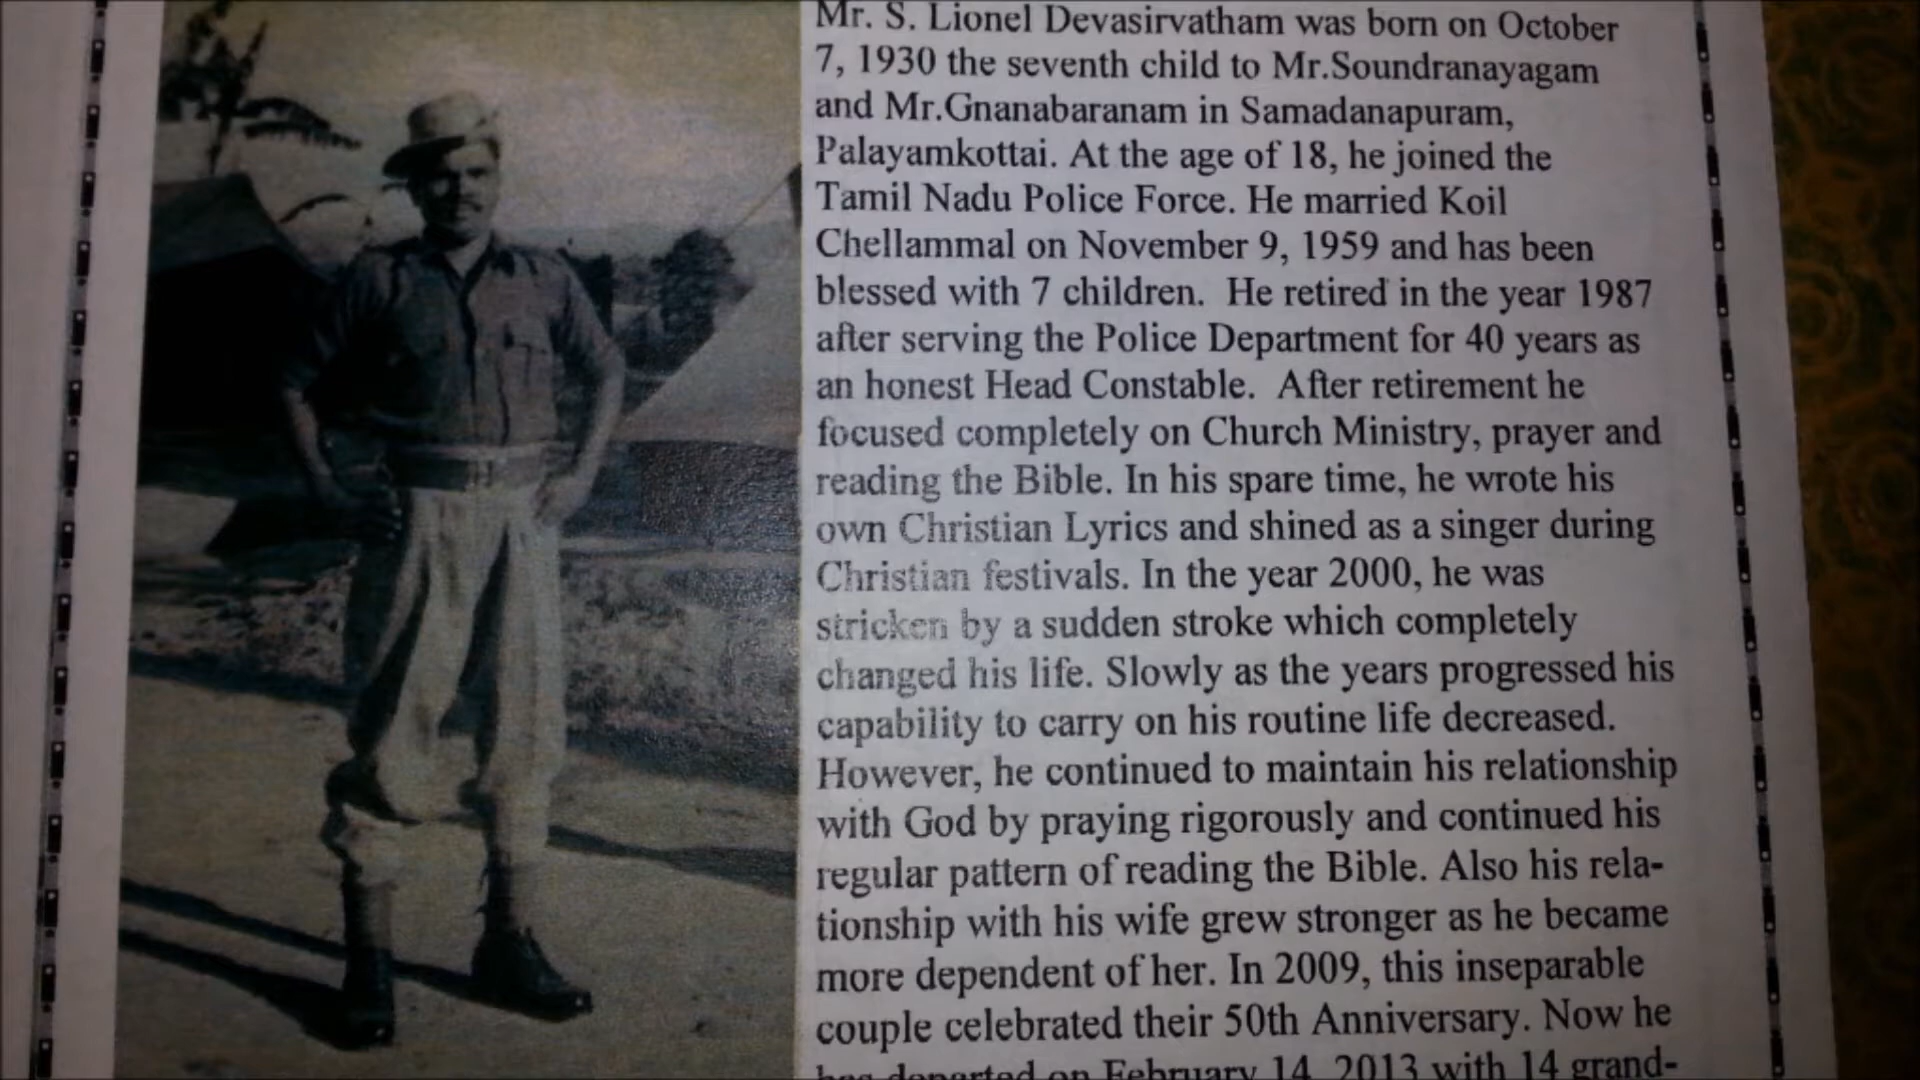 Mr. S. Lionel Devasirvatham was born on October
7, 1930 the seventh child to Mr.Soundranayagam
and Mr.Gnanabaranam in Samadanapuram,
Palayamkottai. At the age of 18, he joined the
Tamil Nadu Police Force. He married Koil
Chellammal on November 9, 1959 and has been
blessed with 7 children. He retired in the year 1987
after serving the Police Department for 40 years as
an honest Head Constable. After retirement he
focused completely on Church Ministry, prayer and
reading the Bible. In his spare time, he wrote his
own Christian Lyrics and shined as a singer during
Christian festivals. In the year 2000, he was
stricken by a sudden stroke which completely
changed his life. Slowly as the years progressed his
capability to carry on his routine life decreased.
However, he continued to maintain his relationship
with God by praying rigorously and continued his
regular pattern of reading the Bible. Also his rela-
tionship with his wife grew stronger as he became
more dependent of her. In 2009, this inseparable
couple celebrated their 50th Anniversary. Now he
has departed on February 14, 2013 with 14 grand-